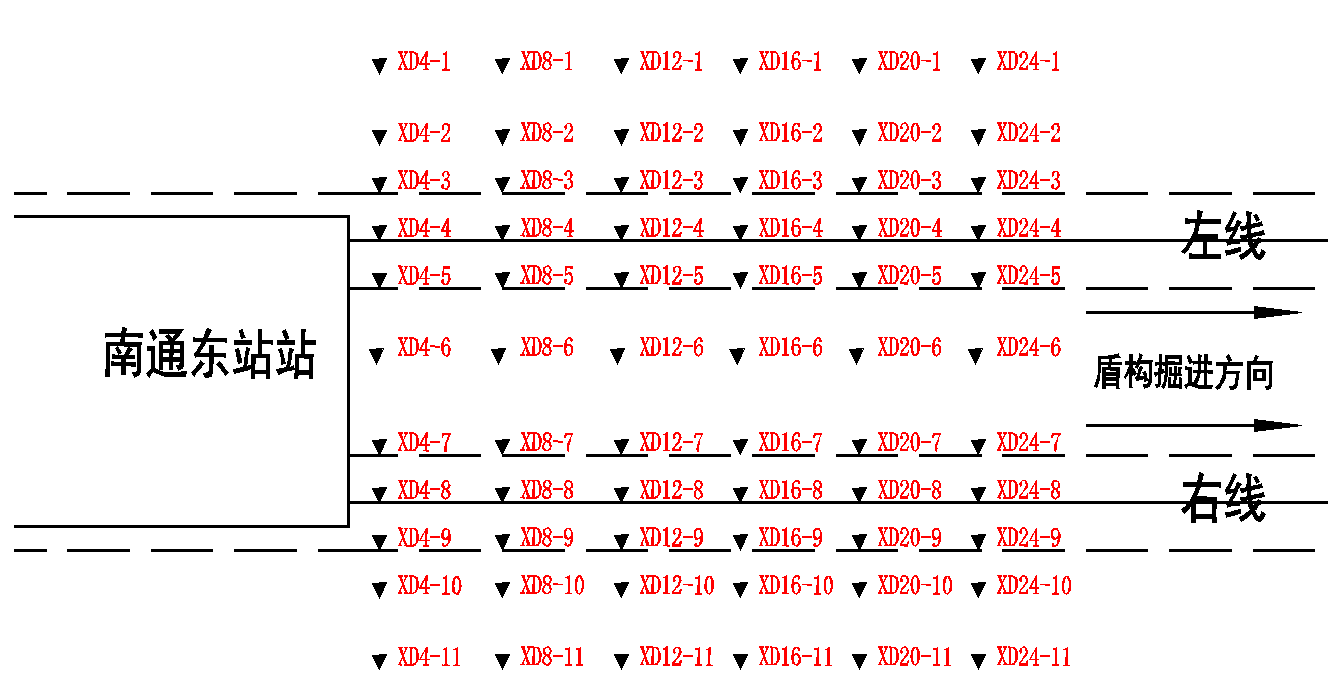 XD4-1 XD8-1 XD12-1 XD16-1 XD20-1 XD24-1
XD4-2 XD8-2 XD12-2 XD16-2 XD20-2 XD24-2
XD4-3 XD8-3 XD12-3 XD16-3 XD20-3 XD24-3
XD4-4 XD8-4 XD12-4 XD16-4 XD20-4 XD24-4 左线
XD4-5 XD8-5 XD12-5 XD16-5 XD20-5 XD24-5
南通东站站 XD4-6 XD8-6 XD12-6 XD16-6 XD20-6 XD24-6
盾构掘进方向
XD4-7 XD8-7 XD12-7 XD16-7 XD20-7 XD24-7
XD4-8 XD8-8 XD12-8 XD16-8 XD20-8 XD24-8 右线
XD4-9 XD8-9 XD12-9 XD16-9 XD20-9 XD24-9
XD4-10 XD8-10 XD12-10 XD16-10 XD20-10 XD24-10
XD4-11 XD8-11 XD12-11 XD16-11 XD20-11 XD24-11